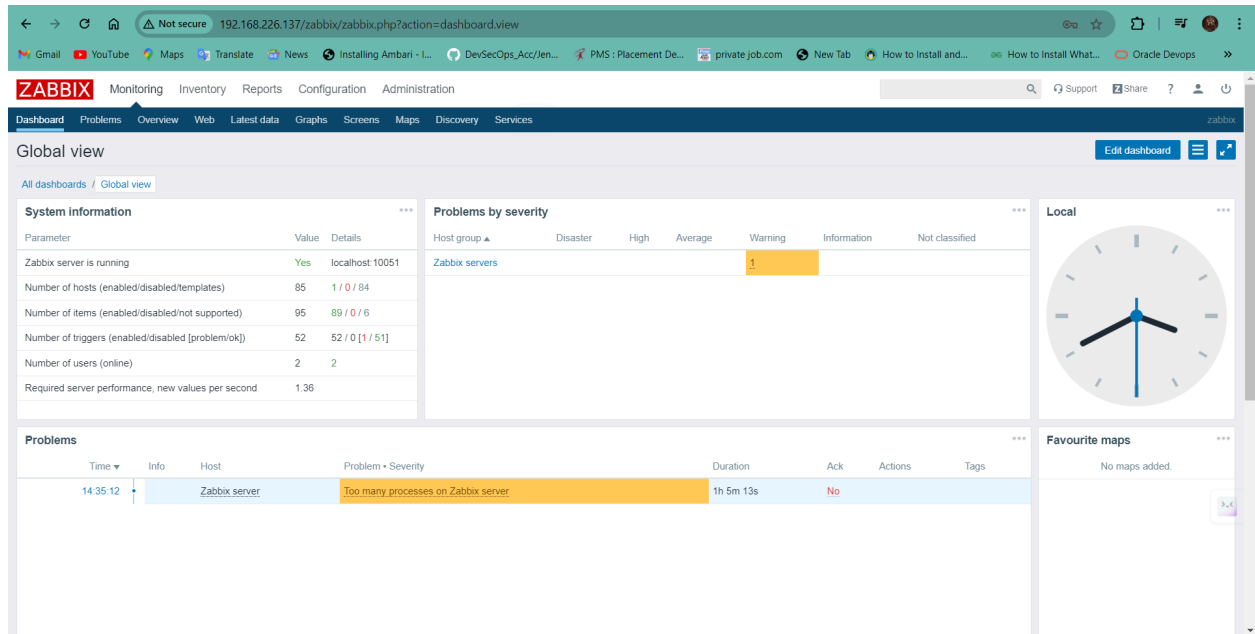 Not secure 192.168.226.137/zabbix/zabbix.php?action=dashboard.view
Gmail YouTube Maps Translate News Installing Ambari - I... DevSecOps_Acc/Jen... PMS : Placement De... private job.com New Tab How to Install and... How to Install What... Oracle Devops »
ZABBIX Monitoring Inventory Reports Configuration Administration Support Z Share ?
Dashboard Problems Overview Web Latest data Graphs Screens Maps Discovery Services zabbix
Global view Edit dashboard
All dashboards / Global view
System information
Parameter Value Details
Zabbix server is running Yes localhost:10051
Number of hosts (enabled/disabled/templates) 85 1 / 0 / 84
Number of items (enabled/disabled/not supported) 95 89 / 0 / 6
Number of triggers (enabled/disabled [problem/ok]) 52 52 / 0 [1 / 51]
Number of users (online) 2 2
Required server performance, new values per second 1.36
Problems by severity
Host group ▲ Disaster High Average Warning Information Not classified
Zabbix servers 1
Local
Problems
Time ▼ Info Host Problem • Severity Duration Ack Actions Tags
14:35:12 Zabbix server Too many processes on Zabbix server 1h 5m 13s No
Favourite maps
No maps added.